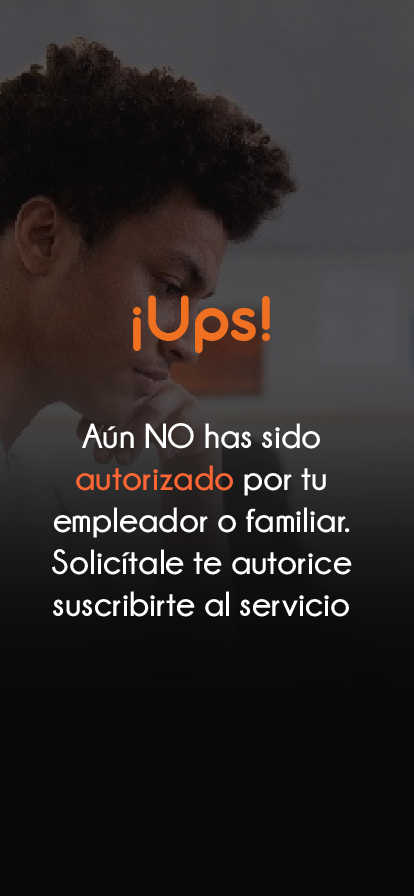 ¡Ups!
Aún NO has sido
autorizado por tu
empleador o familiar.
Solicítale te autorice
suscribirte al servicio